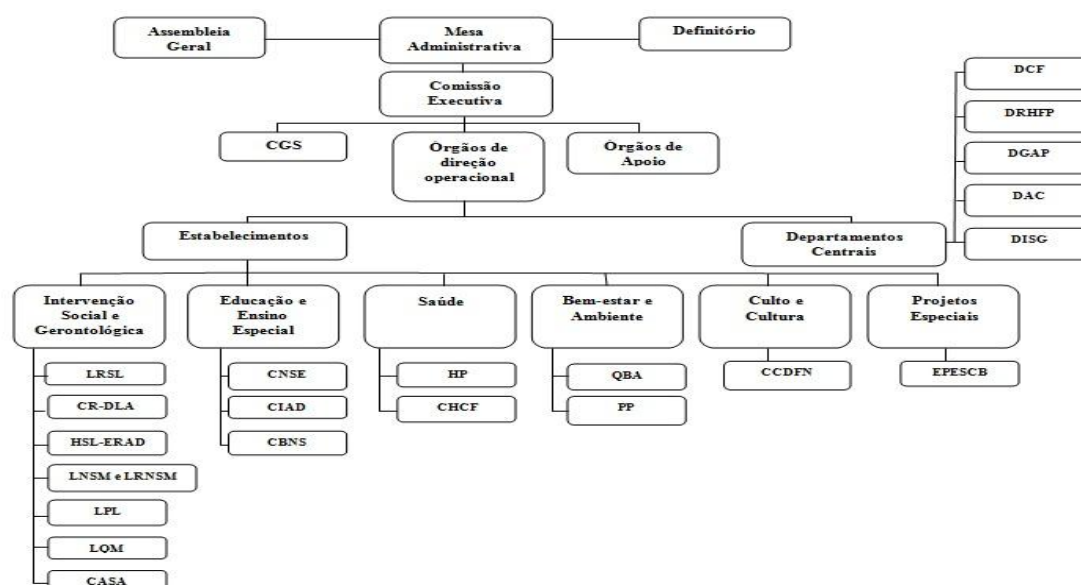 Assembleia
Geral
Mesa
Administrativa
Definitório
Comissão
Executiva
CGS
Órgãos de
direção
operacional
Órgãos de
Apoio
DCF
DRHFP
DGAP
DAC
DISG
Estabelecimentos
Departamentos
Centrais
Intervenção
Social e
Gerontológica
Educação e
Ensino
Especial
Saúde
Bem-estar e
Ambiente
Culto e
Cultura
Projetos
Especiais
LRSL
CR-DLA
HSL-ERAD
LNSM e LRNSM
LPL
LQM
CASA
CNSE
CIAD
CBNS
HP
CHCF
QBA
PP
CCDFN
EPESCB